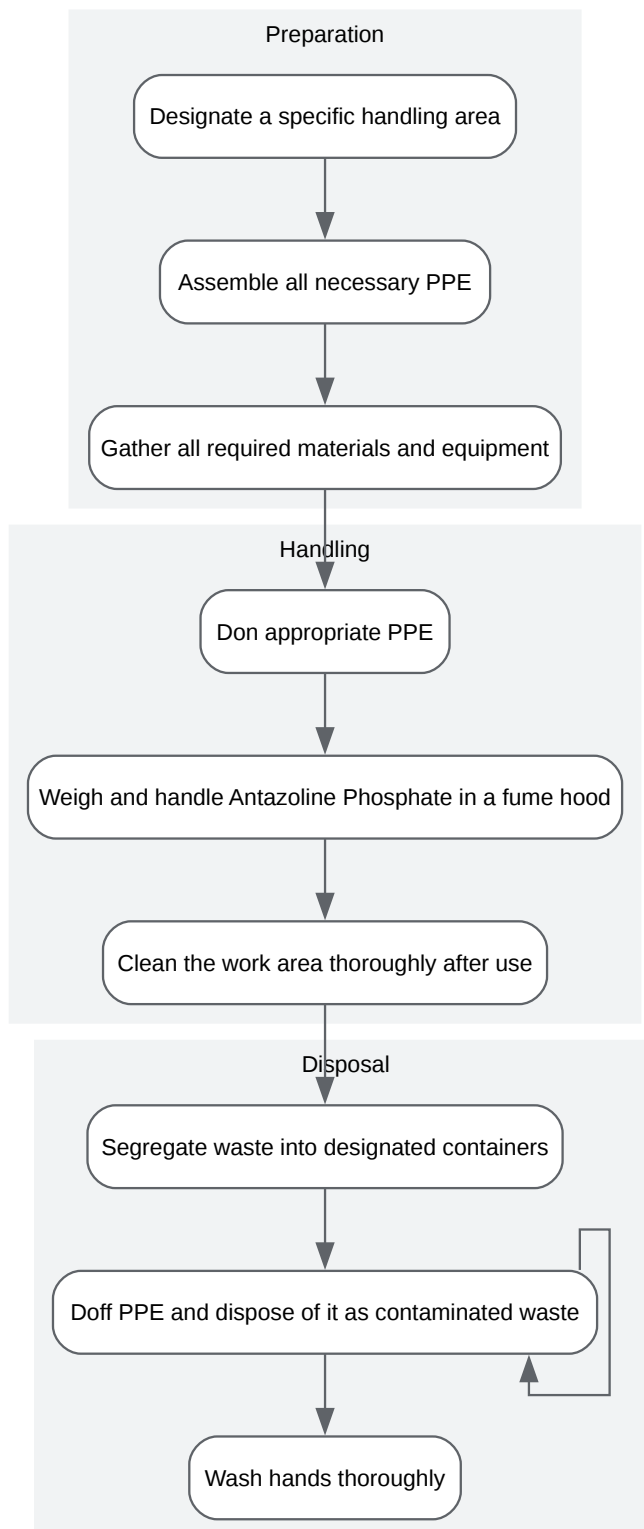 Preparation
Designate a specific handling area
Assemble all necessary PPE
Gather all required materials and equipment
Handling
Don appropriate PPE
Weigh and handle Antazoline Phosphate in a fume hood
Clean the work area thoroughly after use
Disposal
Segregate waste into designated containers
Doff PPE and dispose of it as contaminated waste
Wash hands thoroughly